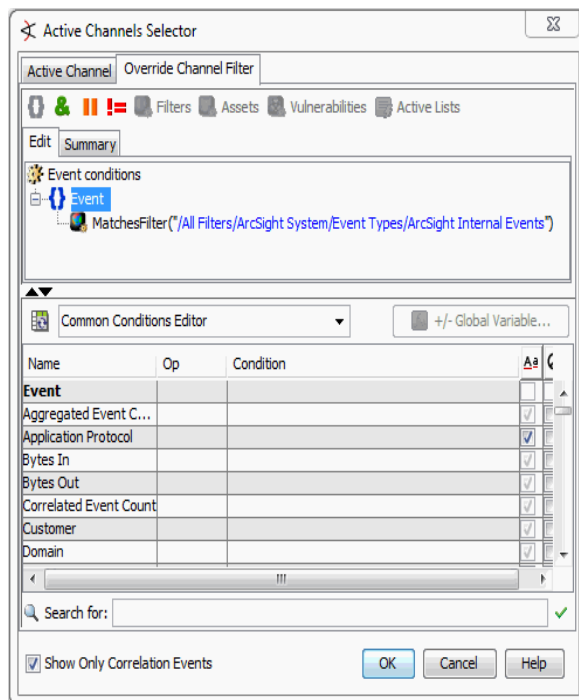 Active Channels Selector
Active Channel Override Channel Filter
Filters Assets Vulnerabilities Active Lists
Edit Summary
Event conditions
Event
MatchesFilter("/All Filters/ArcSight System/Event Types/ArcSight Internal Events")
Common Conditions Editor +/- Global Variable...
Name Op Condition Aa
Event
Aggregated Event C...
Application Protocol
Bytes In
Bytes Out
Correlated Event Count
Customer
Domain
Search for:
Show Only Correlation Events OK Cancel Help